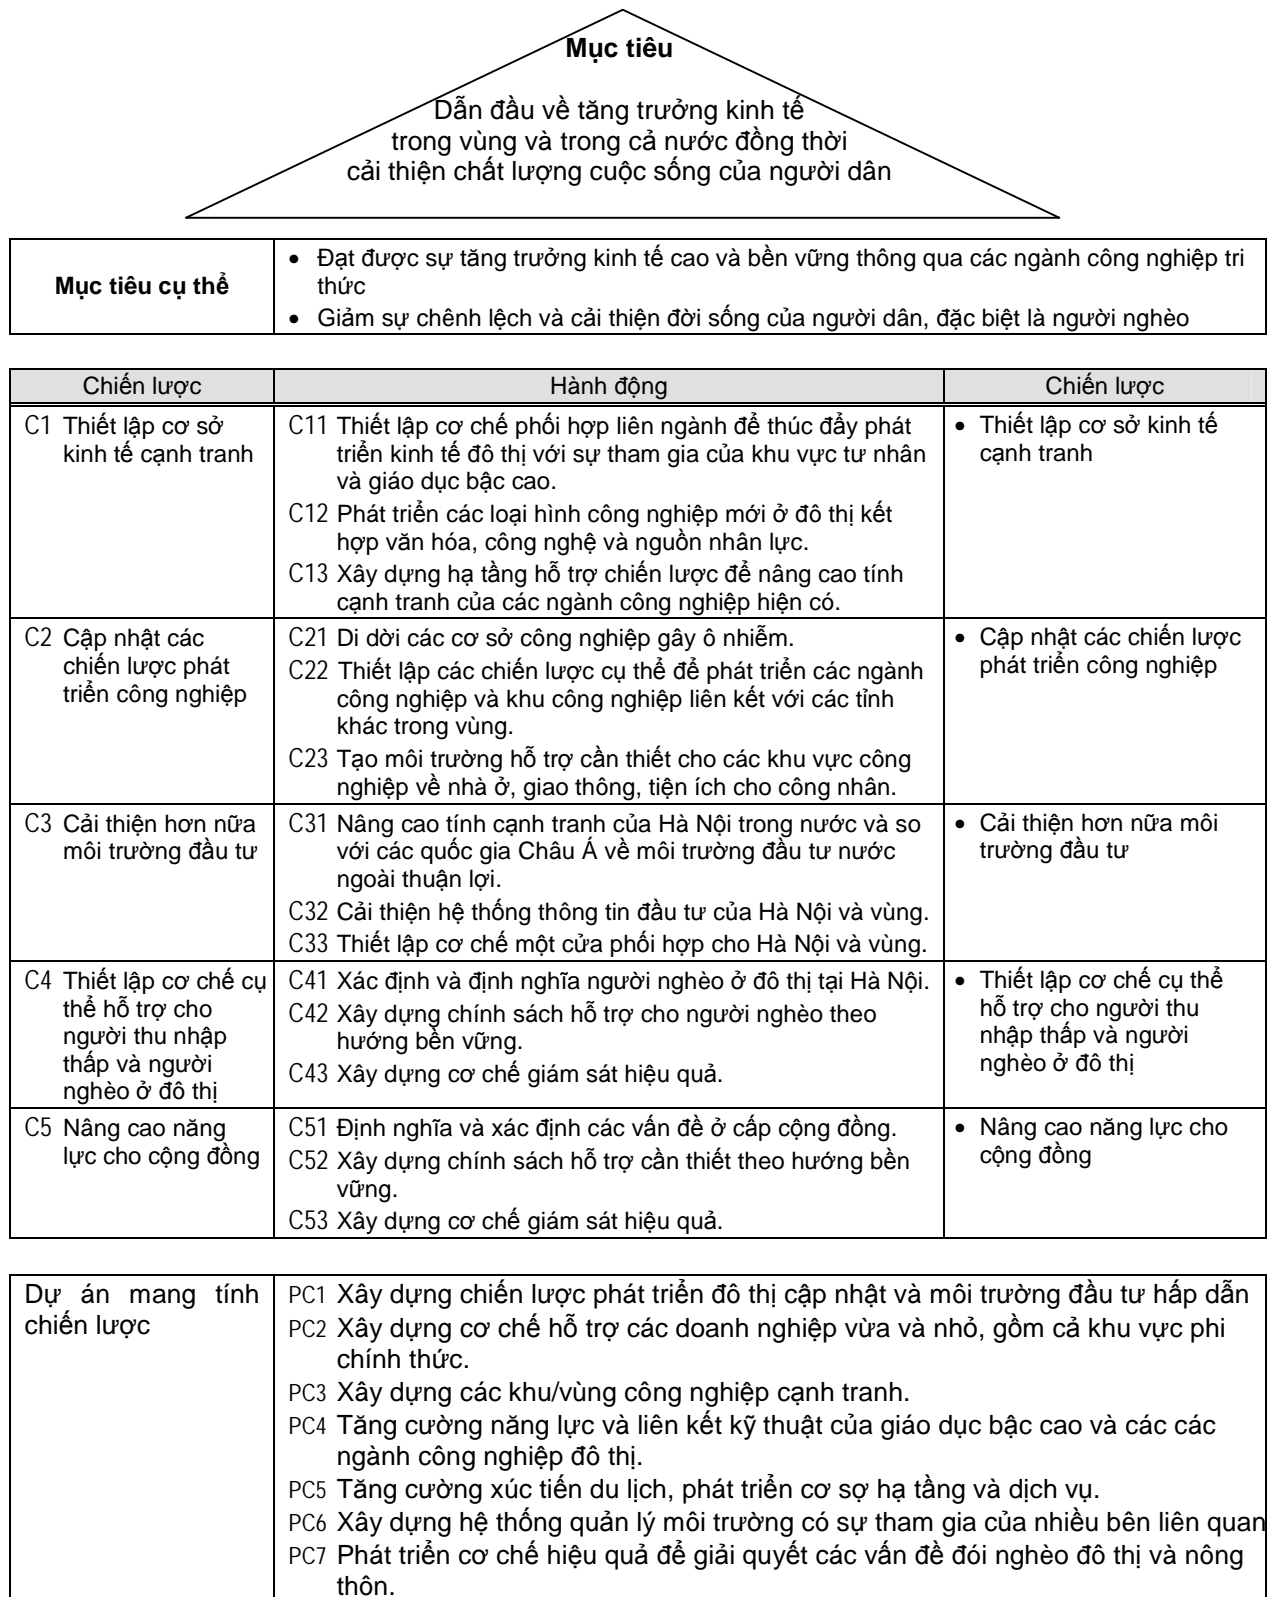 Mục tiêu
Dẫn đầu về tăng trưởng kinh tế
trong vùng và trong cả nước đồng thời
cải thiện chất lượng cuộc sống của người dân
Mục tiêu cụ thể
• Đạt được sự tăng trưởng kinh tế cao và bền vững thông qua các ngành công nghiệp tri
thức
• Giảm sự chênh lệch và cải thiện đời sống của người dân, đặc biệt là người nghèo
Chiến lược
Hành động
Chiến lược
C1 Thiết lập cơ sở
kinh tế cạnh tranh
C11 Thiết lập cơ chế phối hợp liên ngành để thúc đẩy phát
triển kinh tế đô thị với sự tham gia của khu vực tư nhân
và giáo dục bậc cao.
C12 Phát triển các loại hình công nghiệp mới ở đô thị kết
hợp văn hóa, công nghệ và nguồn nhân lực.
C13 Xây dựng hạ tầng hỗ trợ chiến lược để nâng cao tính
cạnh tranh của các ngành công nghiệp hiện có.
• Thiết lập cơ sở kinh tế
cạnh tranh
C2 Cập nhật các
chiến lược phát
triển công nghiệp
C21 Di dời các cơ sở công nghiệp gây ô nhiễm.
C22 Thiết lập các chiến lược cụ thể để phát triển các ngành
công nghiệp và khu công nghiệp liên kết với các tỉnh
khác trong vùng.
C23 Tạo môi trường hỗ trợ cần thiết cho các khu vực công
nghiệp về nhà ở, giao thông, tiện ích cho công nhân.
• Cập nhật các chiến lược
phát triển công nghiệp
C3 Cải thiện hơn nữa
môi trường đầu tư
C31 Nâng cao tính cạnh tranh của Hà Nội trong nước và so
với các quốc gia Châu Á về môi trường đầu tư nước
ngoài thuận lợi.
C32 Cải thiện hệ thống thông tin đầu tư của Hà Nội và vùng.
C33 Thiết lập cơ chế một cửa phối hợp cho Hà Nội và vùng.
• Cải thiện hơn nữa môi
trường đầu tư
C4 Thiết lập cơ chế cụ
thể hỗ trợ cho
người thu nhập
thấp và người
nghèo ở đô thị
C41 Xác định và định nghĩa người nghèo ở đô thị tại Hà Nội.
C42 Xây dựng chính sách hỗ trợ cho người nghèo theo
hướng bền vững.
C43 Xây dựng cơ chế giám sát hiệu quả.
• Thiết lập cơ chế cụ thể
hỗ trợ cho người thu
nhập thấp và người
nghèo ở đô thị
C5 Nâng cao năng
lực cho cộng đồng
C51 Định nghĩa và xác định các vấn đề ở cấp cộng đồng.
C52 Xây dựng chính sách hỗ trợ cần thiết theo hướng bền
vững.
C53 Xây dựng cơ chế giám sát hiệu quả.
• Nâng cao năng lực cho
cộng đồng
Dự án mang tính
chiến lược
PC1 Xây dựng chiến lược phát triển đô thị cập nhật và môi trường đầu tư hấp dẫn
PC2 Xây dựng cơ chế hỗ trợ các doanh nghiệp vừa và nhỏ, gồm cả khu vực phi
chính thức.
PC3 Xây dựng các khu/vùng công nghiệp cạnh tranh.
PC4 Tăng cường năng lực và liên kết kỹ thuật của giáo dục bậc cao và các các
ngành công nghiệp đô thị.
PC5 Tăng cường xúc tiến du lịch, phát triển cơ sợ hạ tầng và dịch vụ.
PC6 Xây dựng hệ thống quản lý môi trường có sự tham gia của nhiều bên liên quan
PC7 Phát triển cơ chế hiệu quả để giải quyết các vấn đề đói nghèo đô thị và nông
thôn.